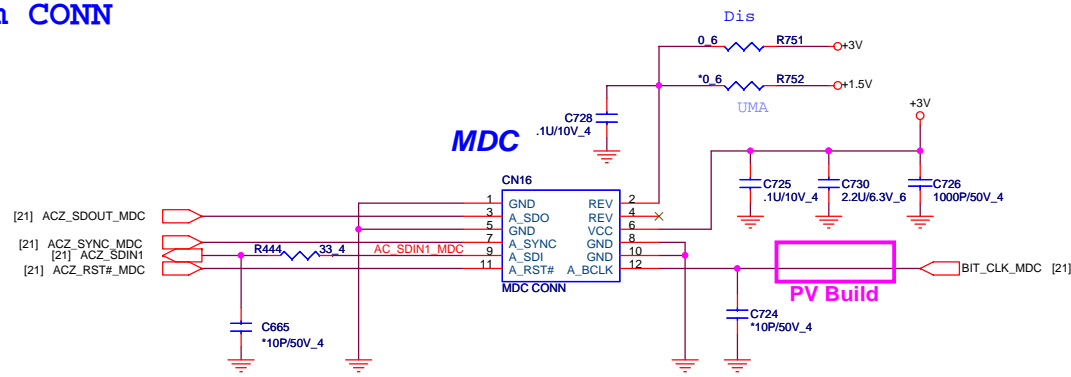 CONN
Dis
0_6 R751 +3V
*0_6 R752 +1.5V
UMA
+3V
C728
.1U/10V_4
MDC
C725
.1U/10V_4
C730
2.2U/6.3V_6
C726
1000P/50V_4
CN16
1 GND REV 2
[21] ACZ_SDOUT_MDC 3 A_SDO REV 4
5 GND VCC 6
[21] ACZ_SYNC_MDC 7 A_SYNC GND 8
[21] ACZ_SDIN1 R444 33_4 AC_SDIN1_MDC 9 A_SDI GND 10
[21] ACZ_RST#_MDC 11 A_RST# A_BCLK 12 BIT_CLK_MDC [21]
MDC CONN
PV Build
C665
*10P/50V_4
C724
*10P/50V_4